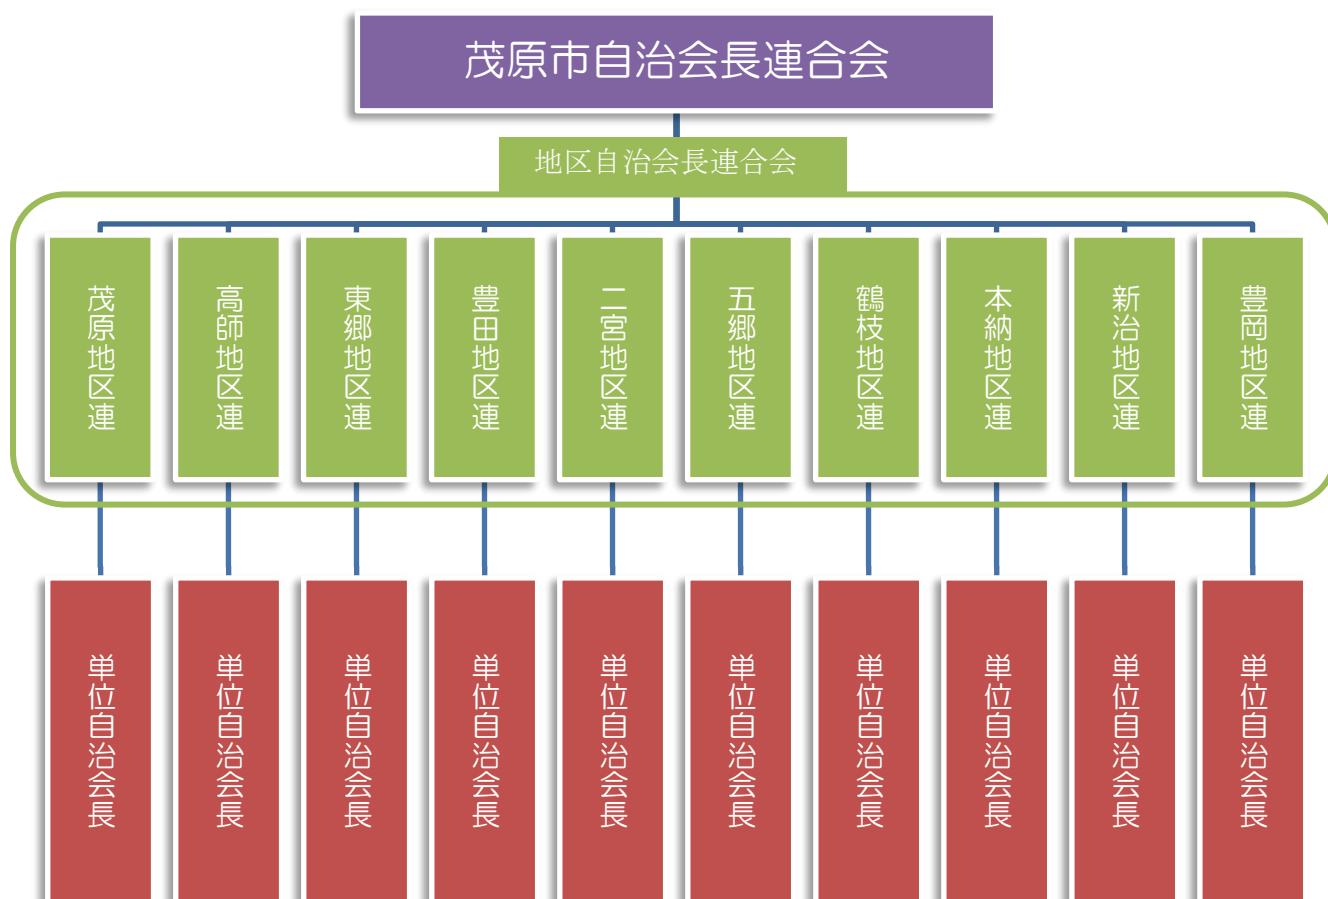 茂原市自治会長連合会
地区自治会長連合会
茂原地区連
高師地区連
東郷地区連
豊田地区連
二宮地区連
五郷地区連
鶴枝地区連
本納地区連
新治地区連
豊岡地区連
単位自治会長
単位自治会長
単位自治会長
単位自治会長
単位自治会長
単位自治会長
単位自治会長
単位自治会長
単位自治会長
単位自治会長